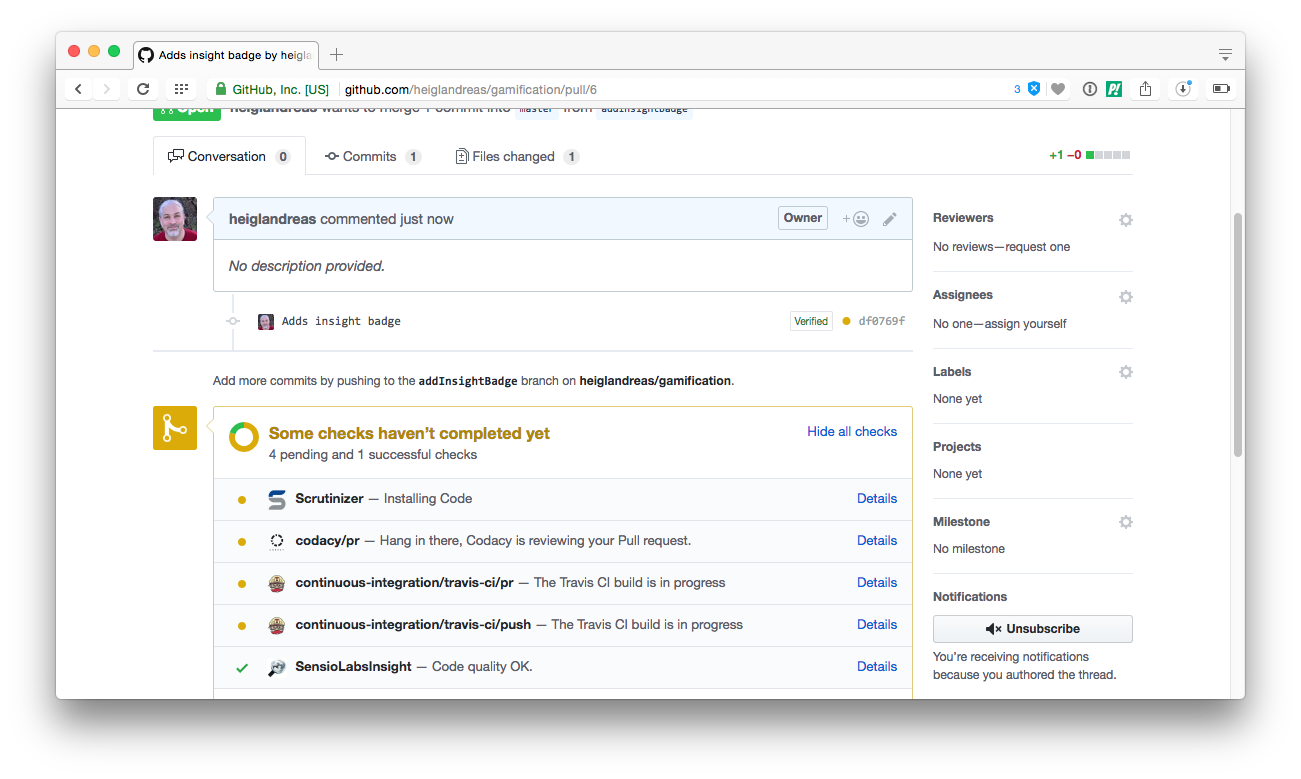 Adds insight badge by heigla
GitHub, Inc. [US] github.com/heiglandreas/gamification/pull/6 3
Open heiglandreas wants to merge 1 commit into master from addInsightBadge
Conversation 0 Commits 1 Files changed 1 +1 −0
heiglandreas commented just now Owner +
No description provided.
Adds insight badge Verified df0769f
Add more commits by pushing to the addInsightBadge branch on heiglandreas/gamification.
Some checks haven't completed yet Hide all checks
4 pending and 1 successful checks
Scrutinizer — Installing Code Details
codacy/pr — Hang in there, Codacy is reviewing your Pull request. Details
continuous-integration/travis-ci/pr — The Travis CI build is in progress Details
continuous-integration/travis-ci/push — The Travis CI build is in progress Details
SensioLabsInsight — Code quality OK. Details
Reviewers
No reviews—request one
Assignees
No one—assign yourself
Labels
None yet
Projects
None yet
Milestone
No milestone
Notifications
Unsubscribe
You're receiving notifications
because you authored the thread.